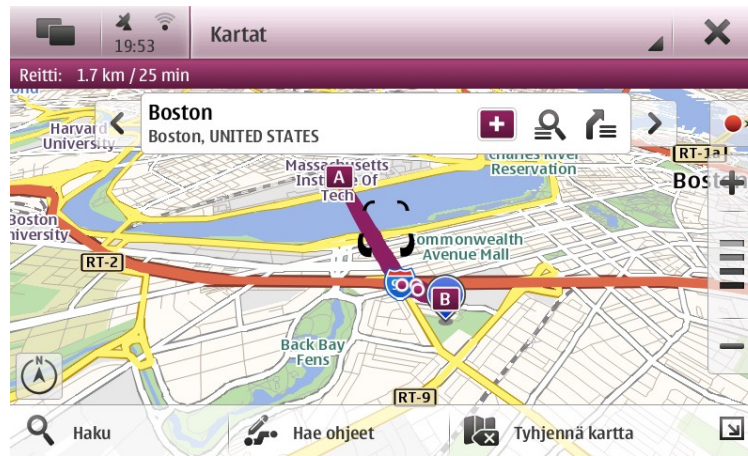 19:53
Kartat
Reitti: 1.7 km / 25 min
Boston
Boston, UNITED STATES
Harvard
University
Massachusetts
Institute Of
Tech
Charles River
Reservation
RT-1a
Boston
Boston
University
RT-2
Commonwealth
Avenue Mall
A
B
Back Bay
Fens
RT-9
N
Haku
Hae ohjeet
Tyhjennä kartta